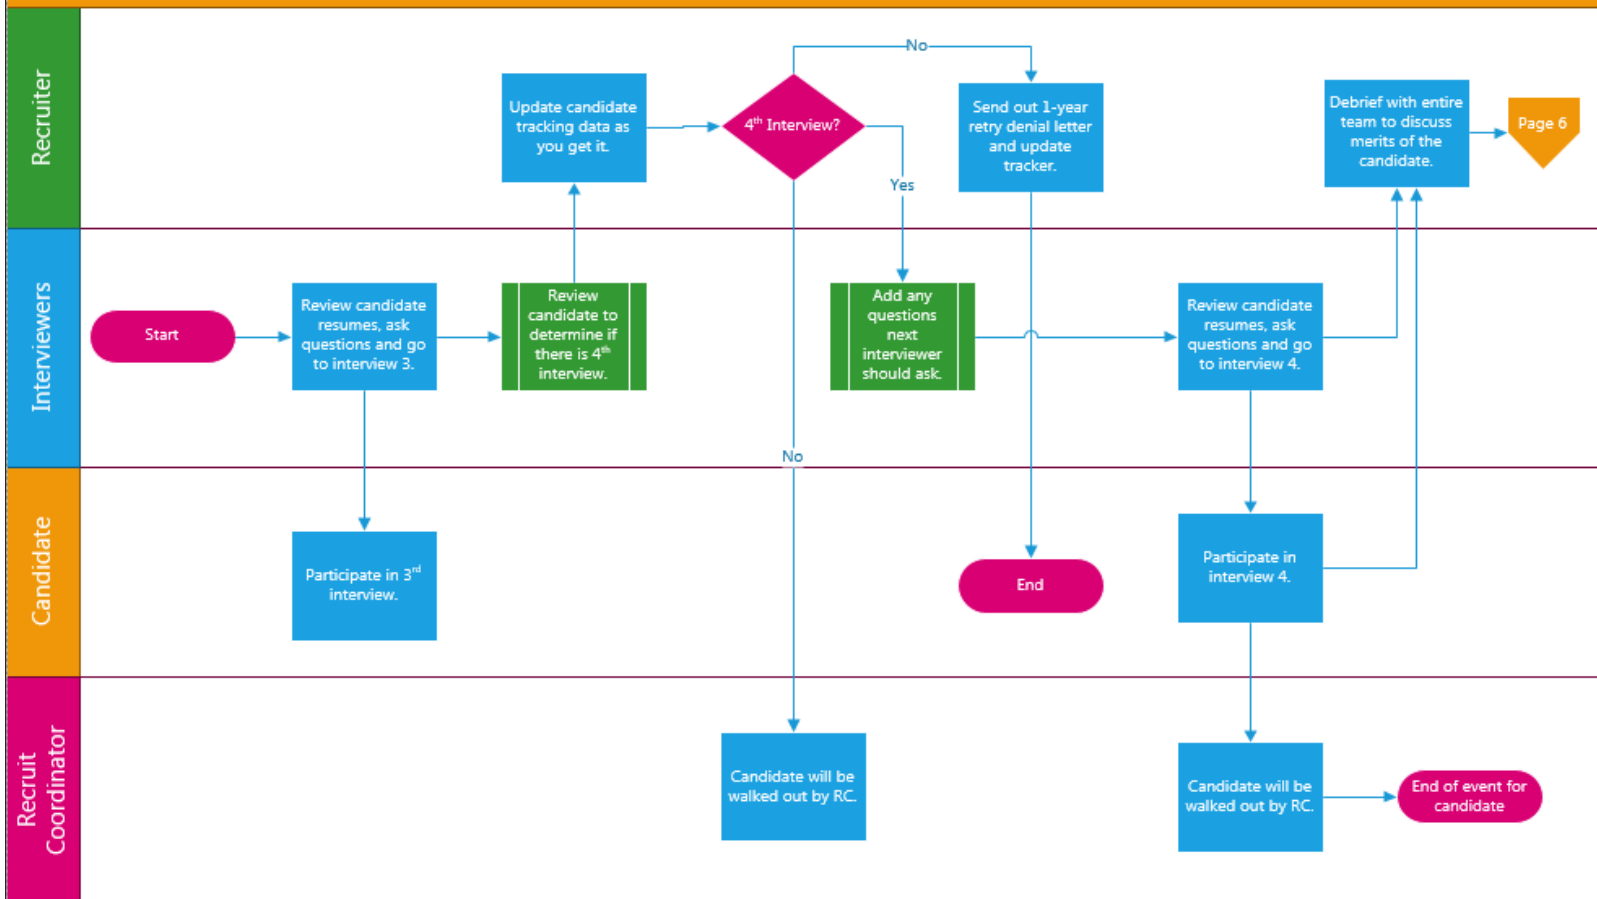 Recruiter
Update candidate
tracking data as
you get it.
4th Interview?
No
Yes
Send out 1-year
retry denial letter
and update
tracker.
Debrief with entire
team to discuss
merits of the
candidate.
Page 6
Interviewers
Start
Review candidate
resumes, ask
questions and go
to interview 3.
Review
candidate to
determine if
there is 4th
interview.
Add any
questions
next
interviewer
should ask.
Review candidate
resumes, ask
questions and go
to interview 4.
No
Candidate
Participate in 3rd
interview.
End
Participate in
interview 4.
Recruit
Coordinator
Candidate will be
walked out by RC.
Candidate will be
walked out by RC.
End of event for
candidate